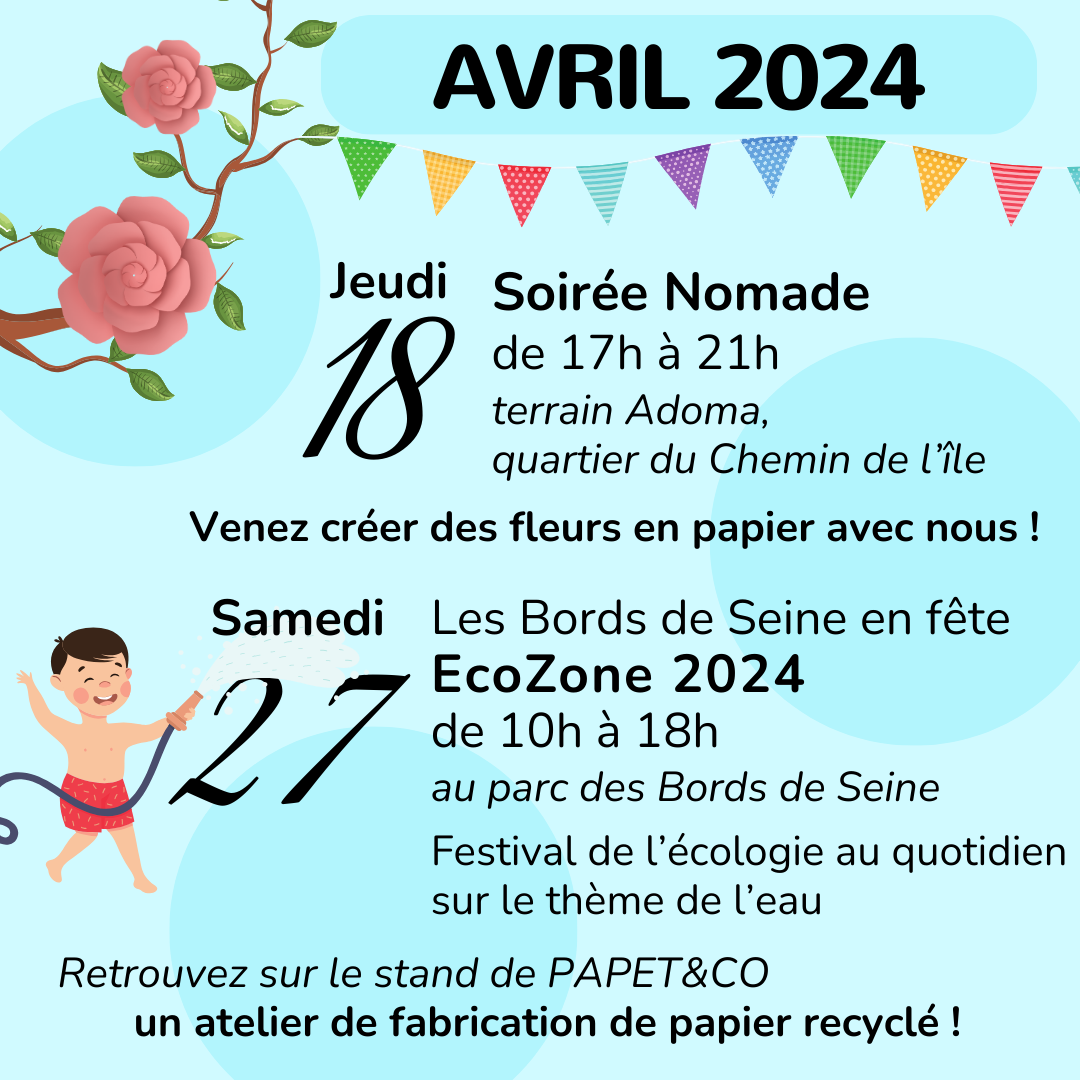 AVRIL 2024
Jeudi
18
Soirée Nomade
de 17h à 21h
terrain Adoma,
quartier du Chemin de l’île
Venez créer des fleurs en papier avec nous !
Samedi
27
Les Bords de Seine en fête
EcoZone 2024
de 10h à 18h
au parc des Bords de Seine
Festival de l’écologie au quotidien
sur le thème de l’eau
Retrouvez sur le stand de PAPET&CO
un atelier de fabrication de papier recyclé !